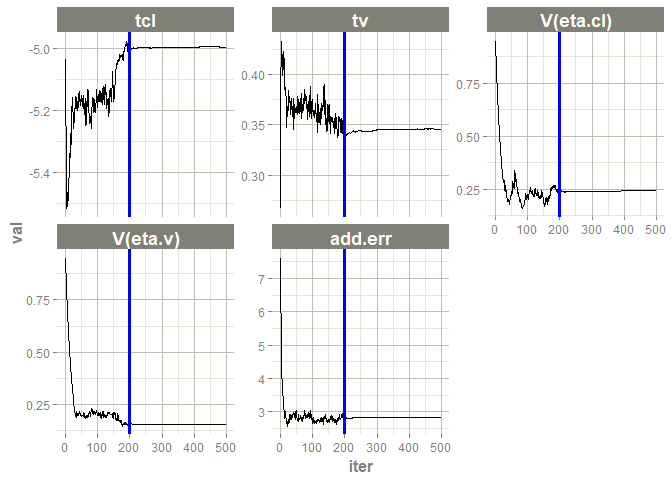 tcl tv V(eta.cl)
-5.0 0.40 0.75
-5.2 0.35 0.50
-5.4 0.30 0.25
0 100 200 300 400 500
val
V(eta.v) add.err
0.75 7
6
0.50 5
4
0.25 3
0 100 200 300 400 500 0 100 200 300 400 500
iter